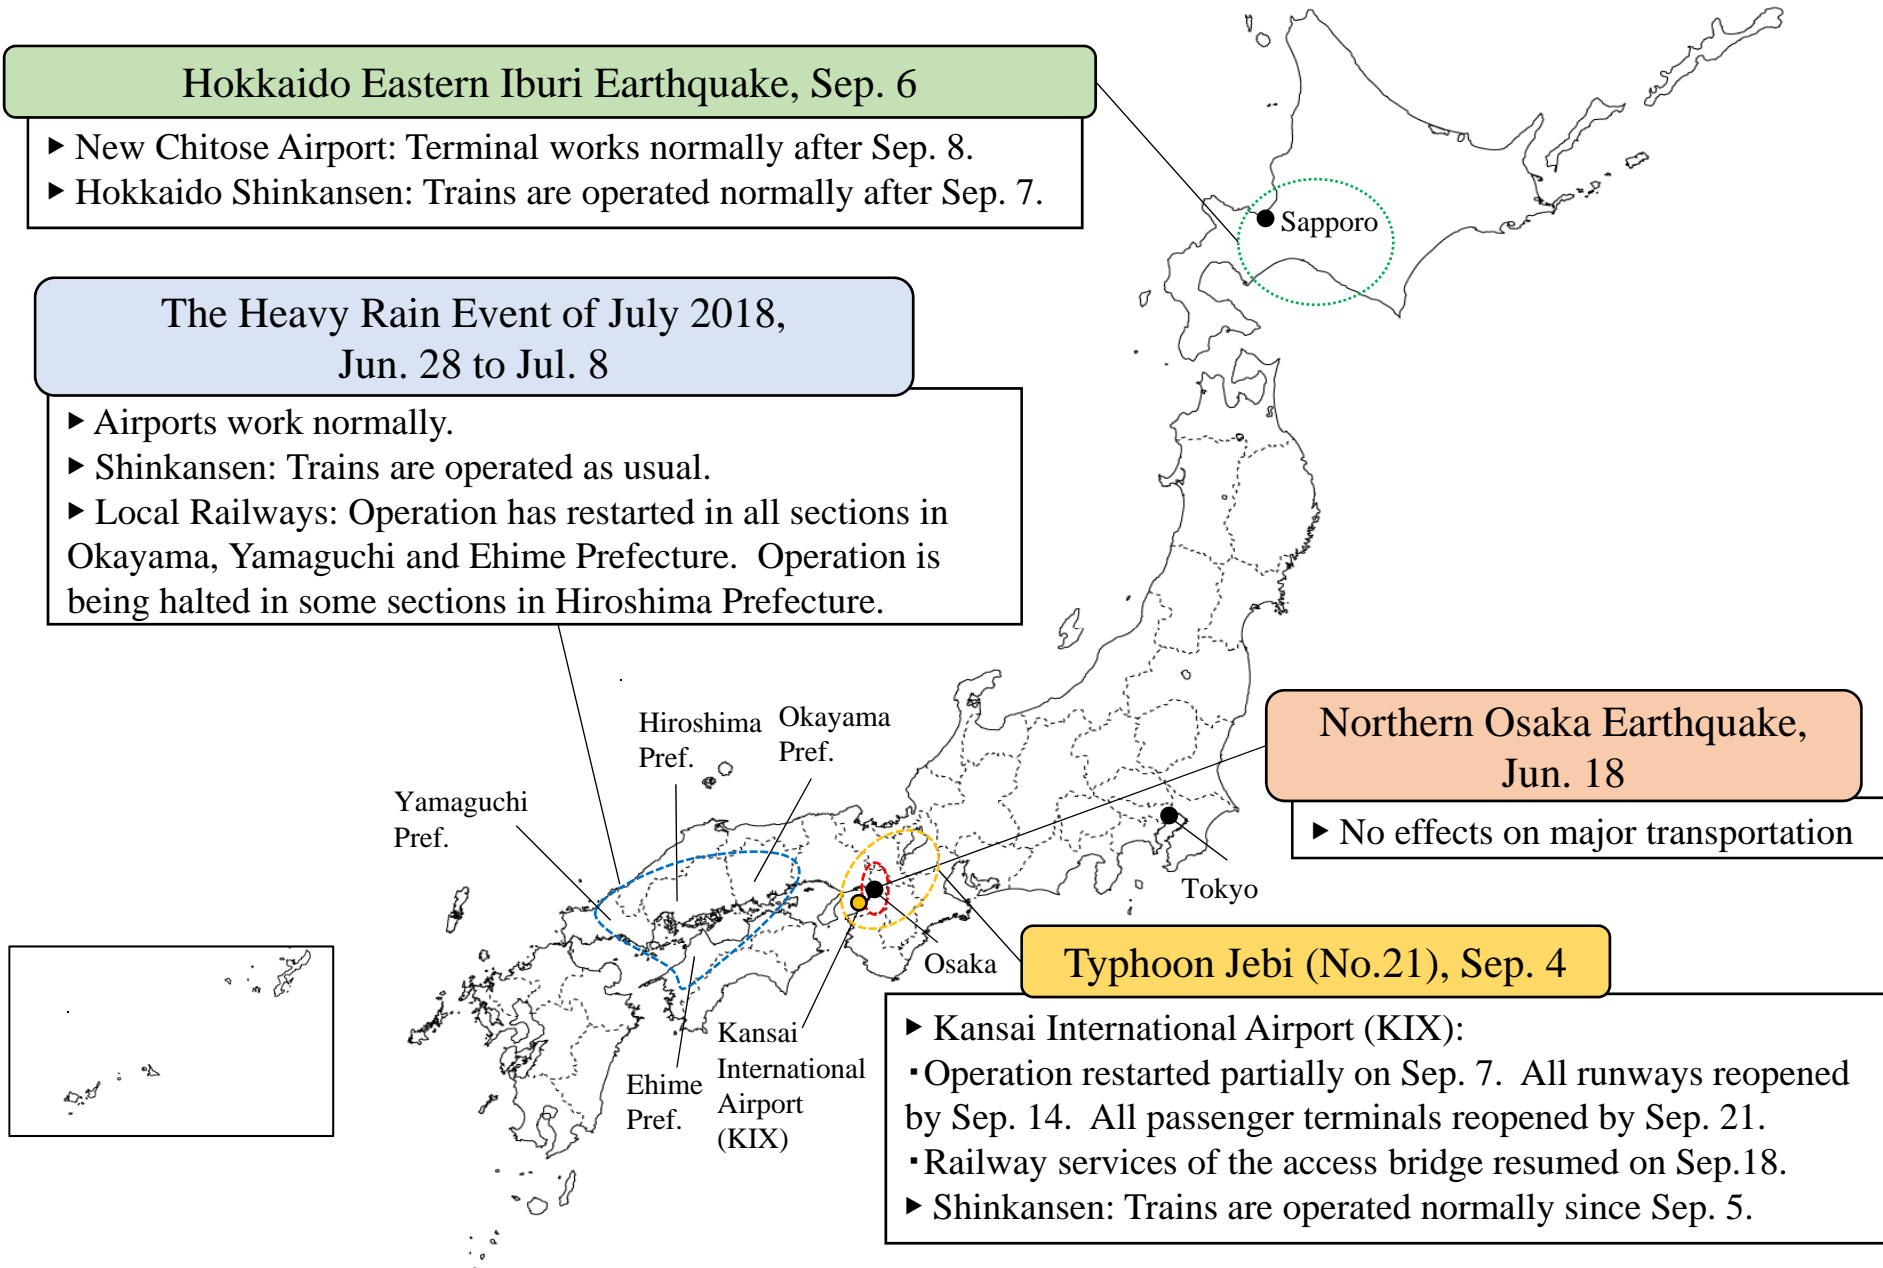 Hokkaido Eastern Iburi Earthquake, Sep. 6
▶ New Chitose Airport: Terminal works normally after Sep. 8.
▶ Hokkaido Shinkansen: Trains are operated normally after Sep. 7.
Sapporo
The Heavy Rain Event of July 2018,
Jun. 28 to Jul. 8
▶ Airports work normally.
▶ Shinkansen: Trains are operated as usual.
▶ Local Railways: Operation has restarted in all sections in
Okayama, Yamaguchi and Ehime Prefecture. Operation is
being halted in some sections in Hiroshima Prefecture.
Hiroshima
Pref.
Okayama
Pref.
Yamaguchi
Pref.
Northern Osaka Earthquake,
Jun. 18
▶ No effects on major transportation
Tokyo
Osaka
Kansai
International
Airport
(KIX)
Ehime
Pref.
Typhoon Jebi (No.21), Sep. 4
▶ Kansai International Airport (KIX):
・Operation restarted partially on Sep. 7. All runways reopened
by Sep. 14. All passenger terminals reopened by Sep. 21.
・Railway services of the access bridge resumed on Sep.18.
▶ Shinkansen: Trains are operated normally since Sep. 5.